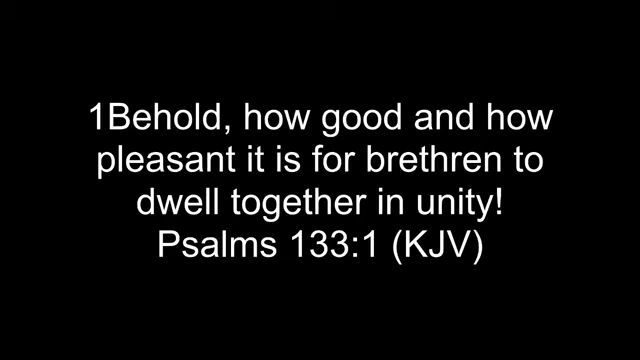 1Behold, how good and how
pleasant it is for brethren to
dwell together in unity!
Psalms 133:1 (KJV)